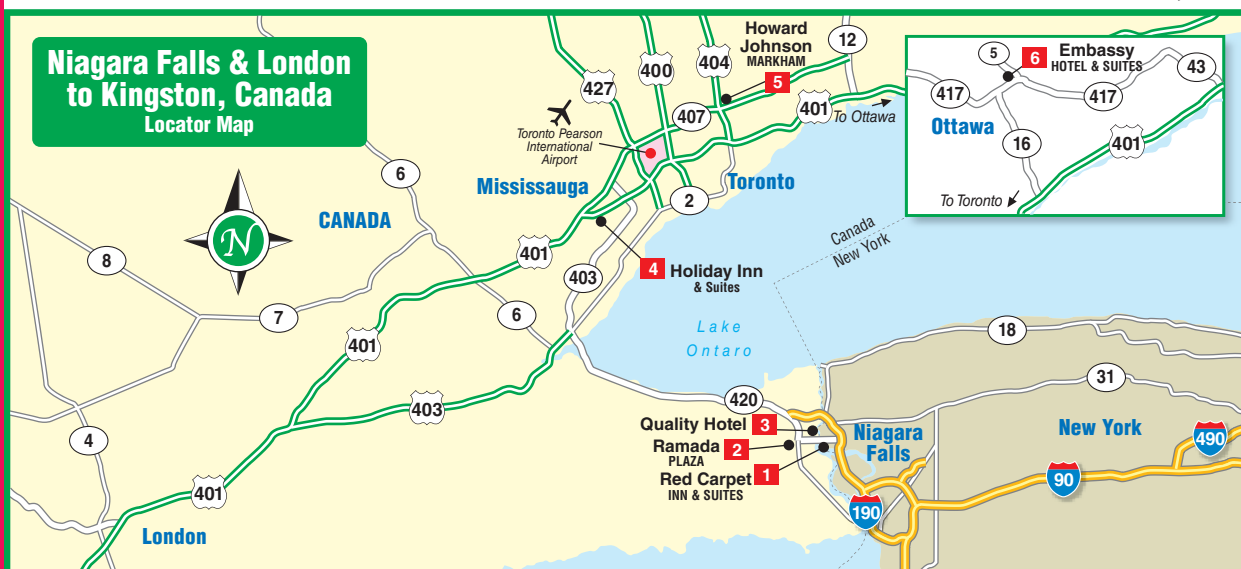 Niagara Falls & London
to Kingston, Canada
Locator Map
N
CANADA
Mississauga
Toronto
London
Toronto Pearson
International
Airport
Howard
Johnson
MARKHAM
5
12
400
404
427
407
401
To Ottawa
2
6
8
7
401
403
4
Holiday Inn
& Suites
6
401
403
4
401
Lake
Ontaro
Canada
New York
420
Quality Hotel
3
Ramada
PLAZA
2
Red Carpet
INN & SUITES
1
Niagara
Falls
New York
18
31
490
90
190
5
6
Embassy
HOTEL & SUITES
43
417
417
Ottawa
16
401
To Toronto